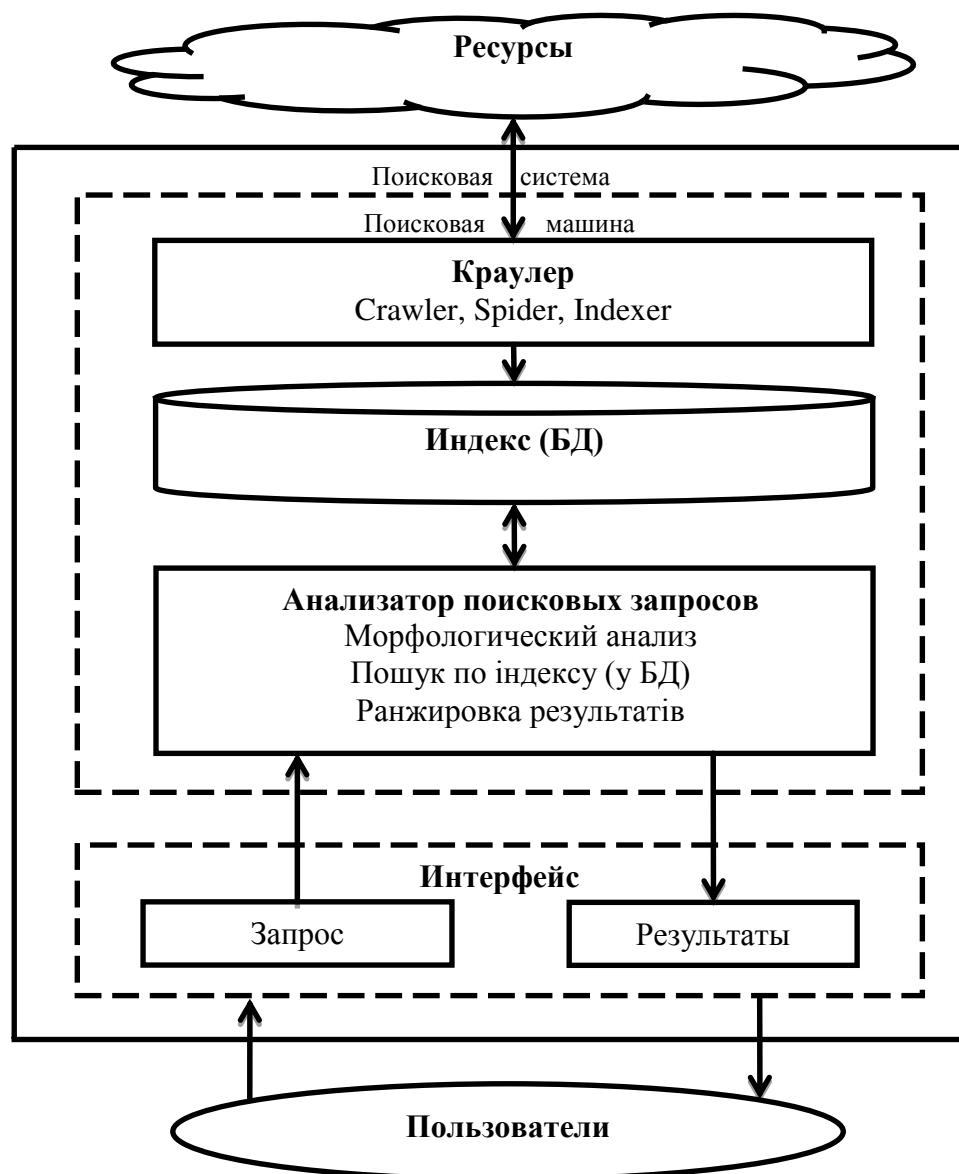 Ресурсы
Поисковая система
Поисковая машина
Краулер
Crawler, Spider, Indexer
Индекс (БД)
Анализатор поисковых запросов
Морфологический анализ
Пошук по індексу (у БД)
Ранжировка результатів
Интерфейс
Запрос
Результаты
Пользователи